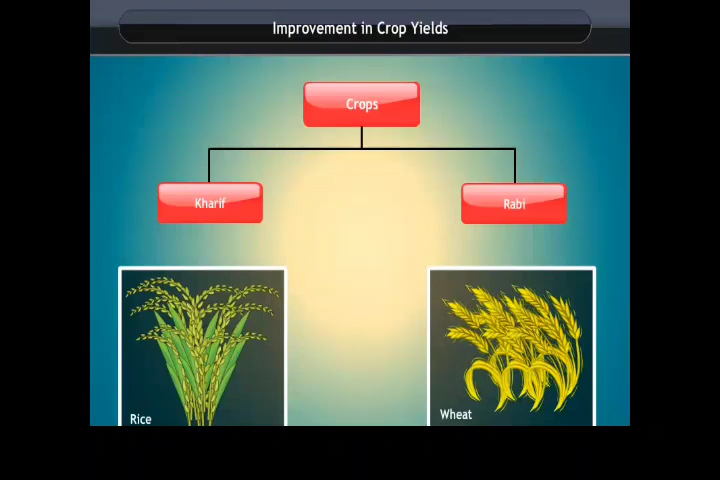 Improvement in Crop Yields
Crops
Kharif
Rabi
Rice
Wheat